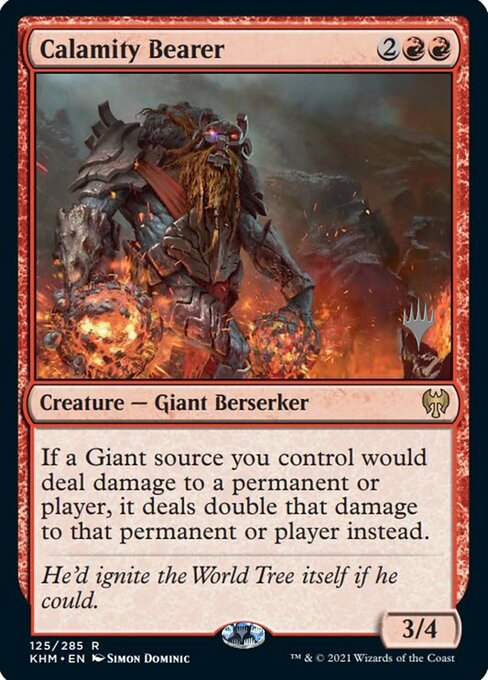 Calamity Bearer 2
Creature — Giant Berserker
If a Giant source you control would
deal damage to a permanent or
player, it deals double that damage
to that permanent or player instead.
He'd ignite the World Tree itself if he
could.
3/4
125/285 R
KHM • EN Simon Dominic
™ & © 2021 Wizards of the Coast